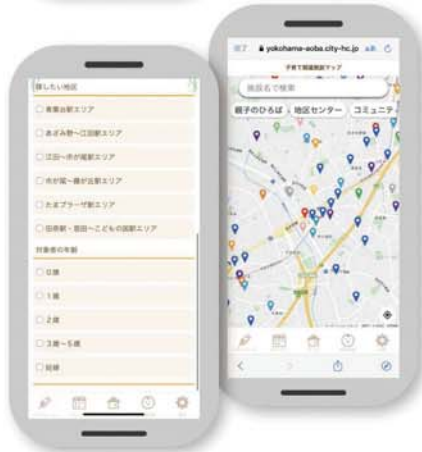 探したい地区
青葉台駅エリア
あざみ野〜江田駅エリア
江田〜市が尾駅エリア
市が尾〜藤が丘駅エリア
たまプラーザ駅エリア
田奈駅・恩田〜こどもの国駅エリア
対象者の年齢
0歳
1歳
2歳
3歳〜5歳
妊婦
完了
yokohama-aoba.city-hc.jp
子育て関連施設マップ
施設名で検索
親子のひろば
地区センター
コミュニテ